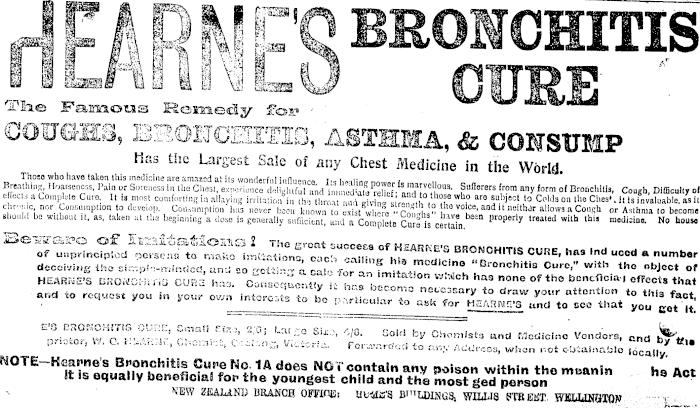 HEARNE'S BRONCHITIS
CURE
The Famous Remedy for
COUGHS, BRONCHITIS, ASTHMA, & CONSUMP
Has the Largest Sale of any Chest Medicine in the World.
Those who have taken this medicine are amazed at its wonderful influence. Its healing power is marvellous. Sufferers from any form of Bronchitis, Cough, Difficulty of
Breathing, Hoarseness, Pain or Soreness in the Chest, experience delightful and immediate relief; and to those who are subject to Colds on the Chest it is invaluable, as it
effects a Complete Cure. It is most comforting in allaying irritation in the throat and giving strength to the voice, and it neither allows a Cough or Asthma to become
chronic, nor Consumption to develop. Consumption has never been known to exist where "Coughs" have been properly treated with this medicine. No house
should be without it, as, taken at the beginning a dose is generally sufficient, and a Complete Cure is certain.
Beware of Imitations! The great success of HEARNE'S BRONCHITIS CURE, has induced a number
of unprincipled persons to make imitations, each calling his medicine "Bronchitis Cure," with the object of
deceiving the simple-minded, and so getting a sale for an imitation which has none of the beneficial effects that
HEARNE'S BRONCHITIS CURE has. Consequently it has become necessary to draw your attention to this fact,
and to request you in your own interests to be particular to ask for HEARNE'S and to see that you get it.
E'S BRONCHITIS CURE, Small Size, 2/6; Large Size, 4/6. Sold by Chemists and Medicine Vendors, and by the
prietor, W. G. HEARNE, Chemist, Geelong, Victoria. Forwarded to any Address, when not obtainable locally.
NOTE—Hearne's Bronchitis Cure No. 1A does NOT contain any poison within the meanin he Act
It is equally beneficial for the youngest child and the most ged person
NEW ZEALAND BRANCH OFFICE: HUME'S BUILDINGS, WILLIS STREET WELLINGTON